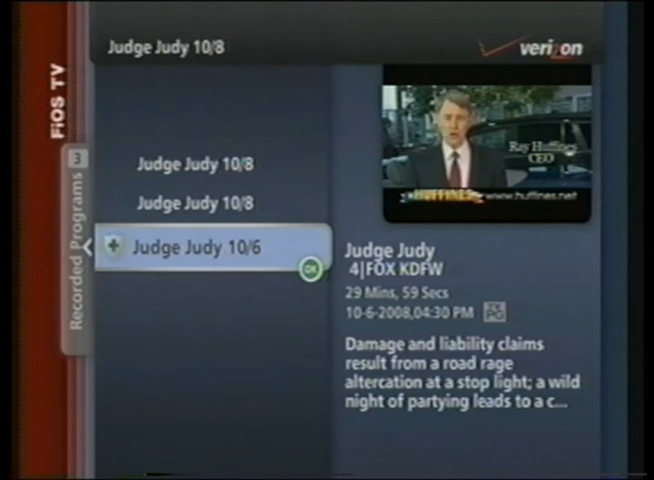 Judge Judy 10/8
verizon
FiOS TV
3
Recorded Programs
Judge Judy 10/8
Judge Judy 10/8
Judge Judy 10/6
OK
Ray Huffines
CEO
HUFFINES www.huffines.net
Judge Judy
4|FOX KDFW
29 Mins, 59 Secs
10-6-2008,04:30 PM
Damage and liability claims
result from a road rage
altercation at a stop light; a wild
night of partying leads to a c...